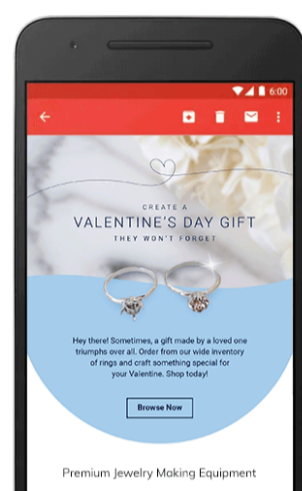 6:00
CREATE A
VALENTINE'S DAY GIFT
THEY WON'T FORGET
Hey there! Sometimes, a gift made by a loved one
triumphs over all. Order from our wide inventory
of rings and craft something special for
your Valentine. Shop today!
Browse Now
Premium Jewelry Making Equipment